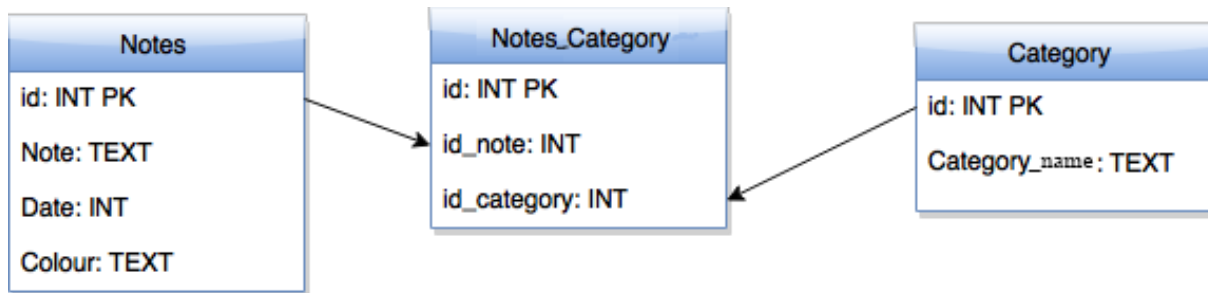 Notes
id: INT PK
Note: TEXT
Date: INT
Colour: TEXT
Notes_Category
id: INT PK
id_note: INT
id_category: INT
Category
id: INT PK
Category_name: TEXT